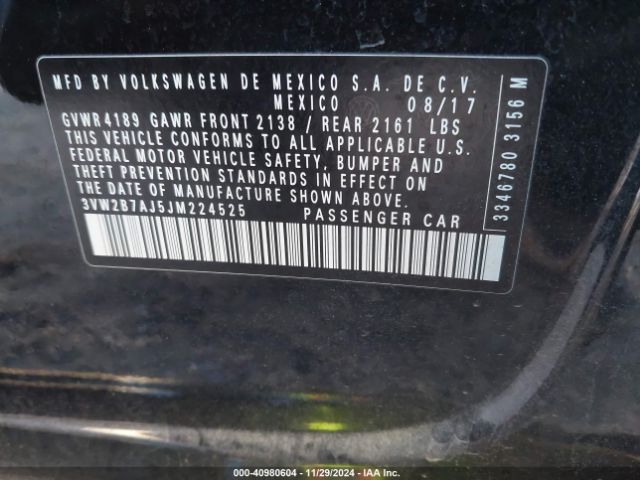 MFD BY VOLKSWAGEN DE MEXICO S.A. DE C.V.
MEXICO 08/17
GVWR 4189 GAWR FRONT 2138 / REAR 2161 LBS
THIS VEHICLE CONFORMS TO ALL APPLICABLE U.S.
FEDERAL MOTOR VEHICLE SAFETY, BUMPER AND
THEFT PREVENTION STANDARDS IN EFFECT ON
THE DATE OF MANUFACTURE SHOWN ABOVE.
3VW2B7AJ5JM224525 PASSENGER CAR
3346780 3156 M
000-40980604 - 11/29/2024 - IAA Inc.